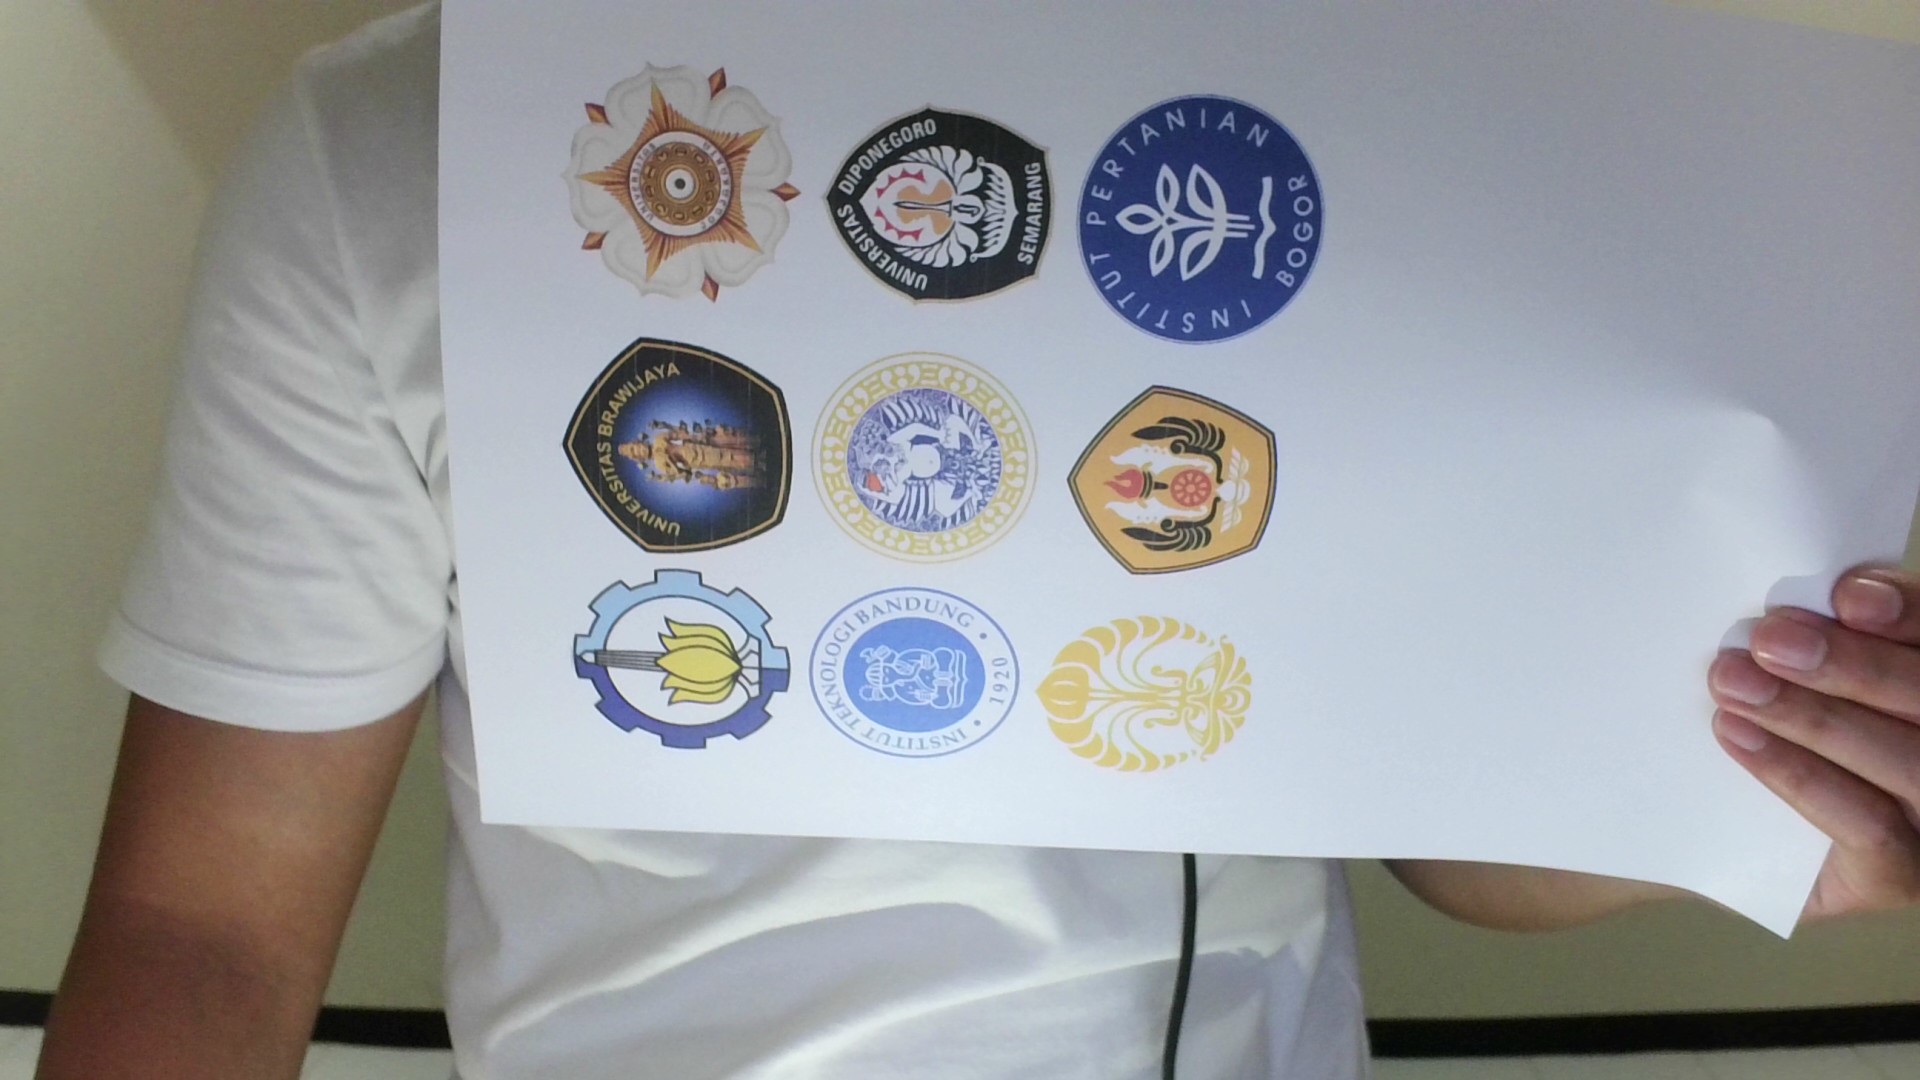 UNIVERSITAS BRAWIJAYA
INSTITUT TEKNOLOGI BANDUNG
1920
UNIVERSITAS DIPONEGORO
SEMARANG
INSTITUT PERTANIAN
BOGOR